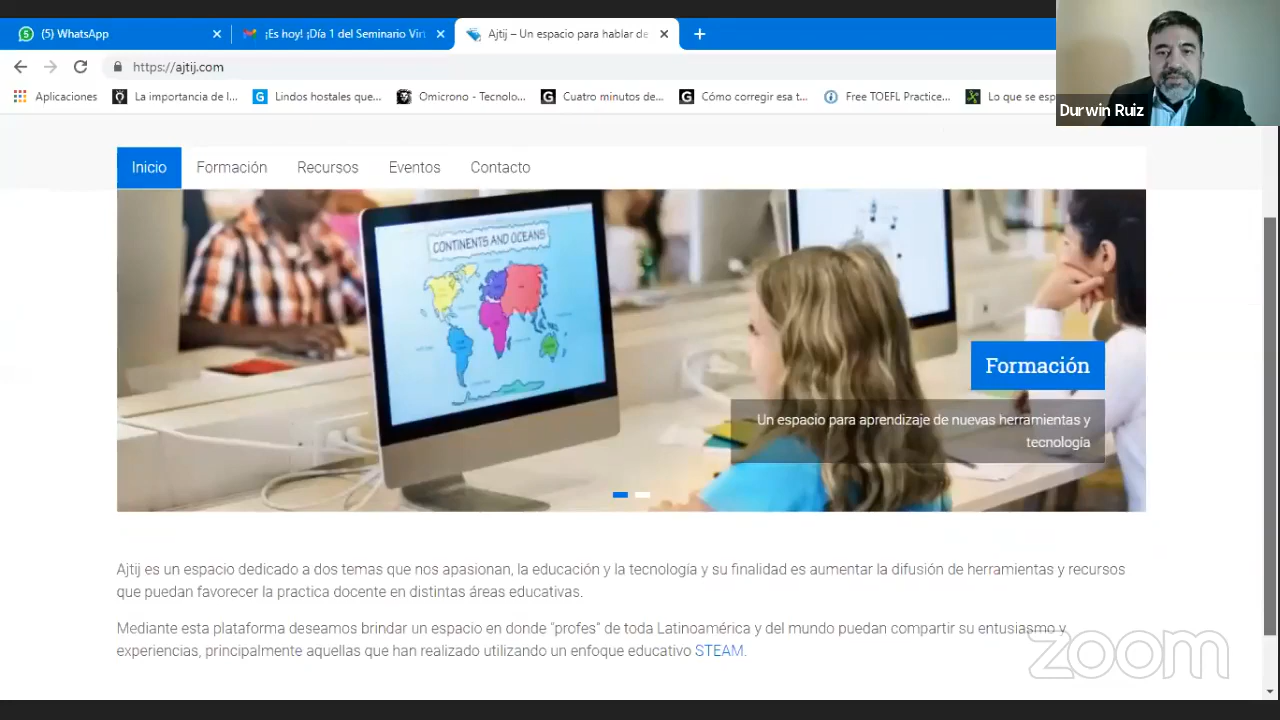 (5) WhatsApp
¡Es hoy! ¡Día 1 del Seminario Virt
Ajtij – Un espacio para hablar de
https://ajtij.com
Aplicaciones
La importancia de l...
Lindos hostales que...
Omicrono - Tecnolo...
Cuatro minutos de...
Cómo corregir esa t...
Free TOEFL Practice...
Lo que se esp
Durwin Ruiz
Inicio
Formación
Recursos
Eventos
Contacto
CONTINENTS AND OCEANS
Formación
Un espacio para aprendizaje de nuevas herramientas y
tecnología
Ajtij es un espacio dedicado a dos temas que nos apasionan, la educación y la tecnología y su finalidad es aumentar la difusión de herramientas y recursos
que puedan favorecer la practica docente en distintas áreas educativas.
Mediante esta plataforma deseamos brindar un espacio en donde "profes" de toda Latinoamérica y del mundo puedan compartir su entusiasmo y
experiencias, principalmente aquellas que han realizado utilizando un enfoque educativo STEAM.
zoom